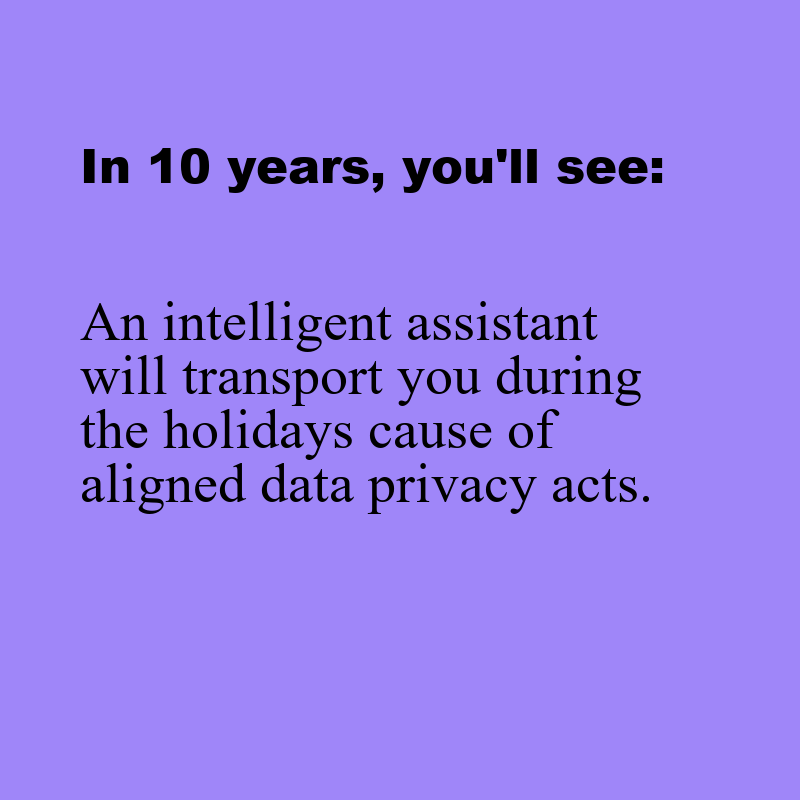 In 10 years, you'll see:
An intelligent assistant
will transport you during
the holidays cause of
aligned data privacy acts.